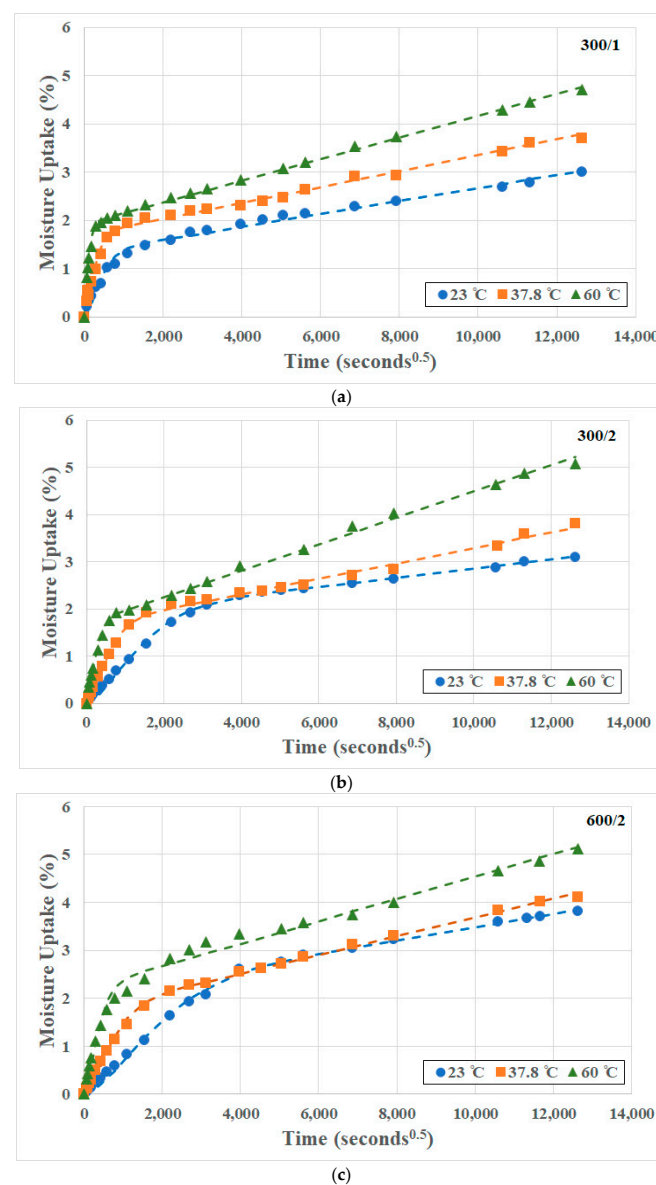 300/1
Moisture Uptake (%)
6
5
4
3
2
1
0
23 ℃ 37.8 ℃ 60 ℃
0 2,000 4,000 6,000 8,000 10,000 12,000 14,000
Time (seconds0.5)
(a)
300/2
Moisture Uptake (%)
6
5
4
3
2
1
0
23 ℃ 37.8 ℃ 60 ℃
0 2,000 4,000 6,000 8,000 10,000 12,000 14,000
Time (seconds0.5)
(b)
600/2
Moisture Uptake (%)
6
5
4
3
2
1
0
23 ℃ 37.8 ℃ 60 ℃
0 2,000 4,000 6,000 8,000 10,000 12,000 14,000
Time (seconds0.5)
(c)